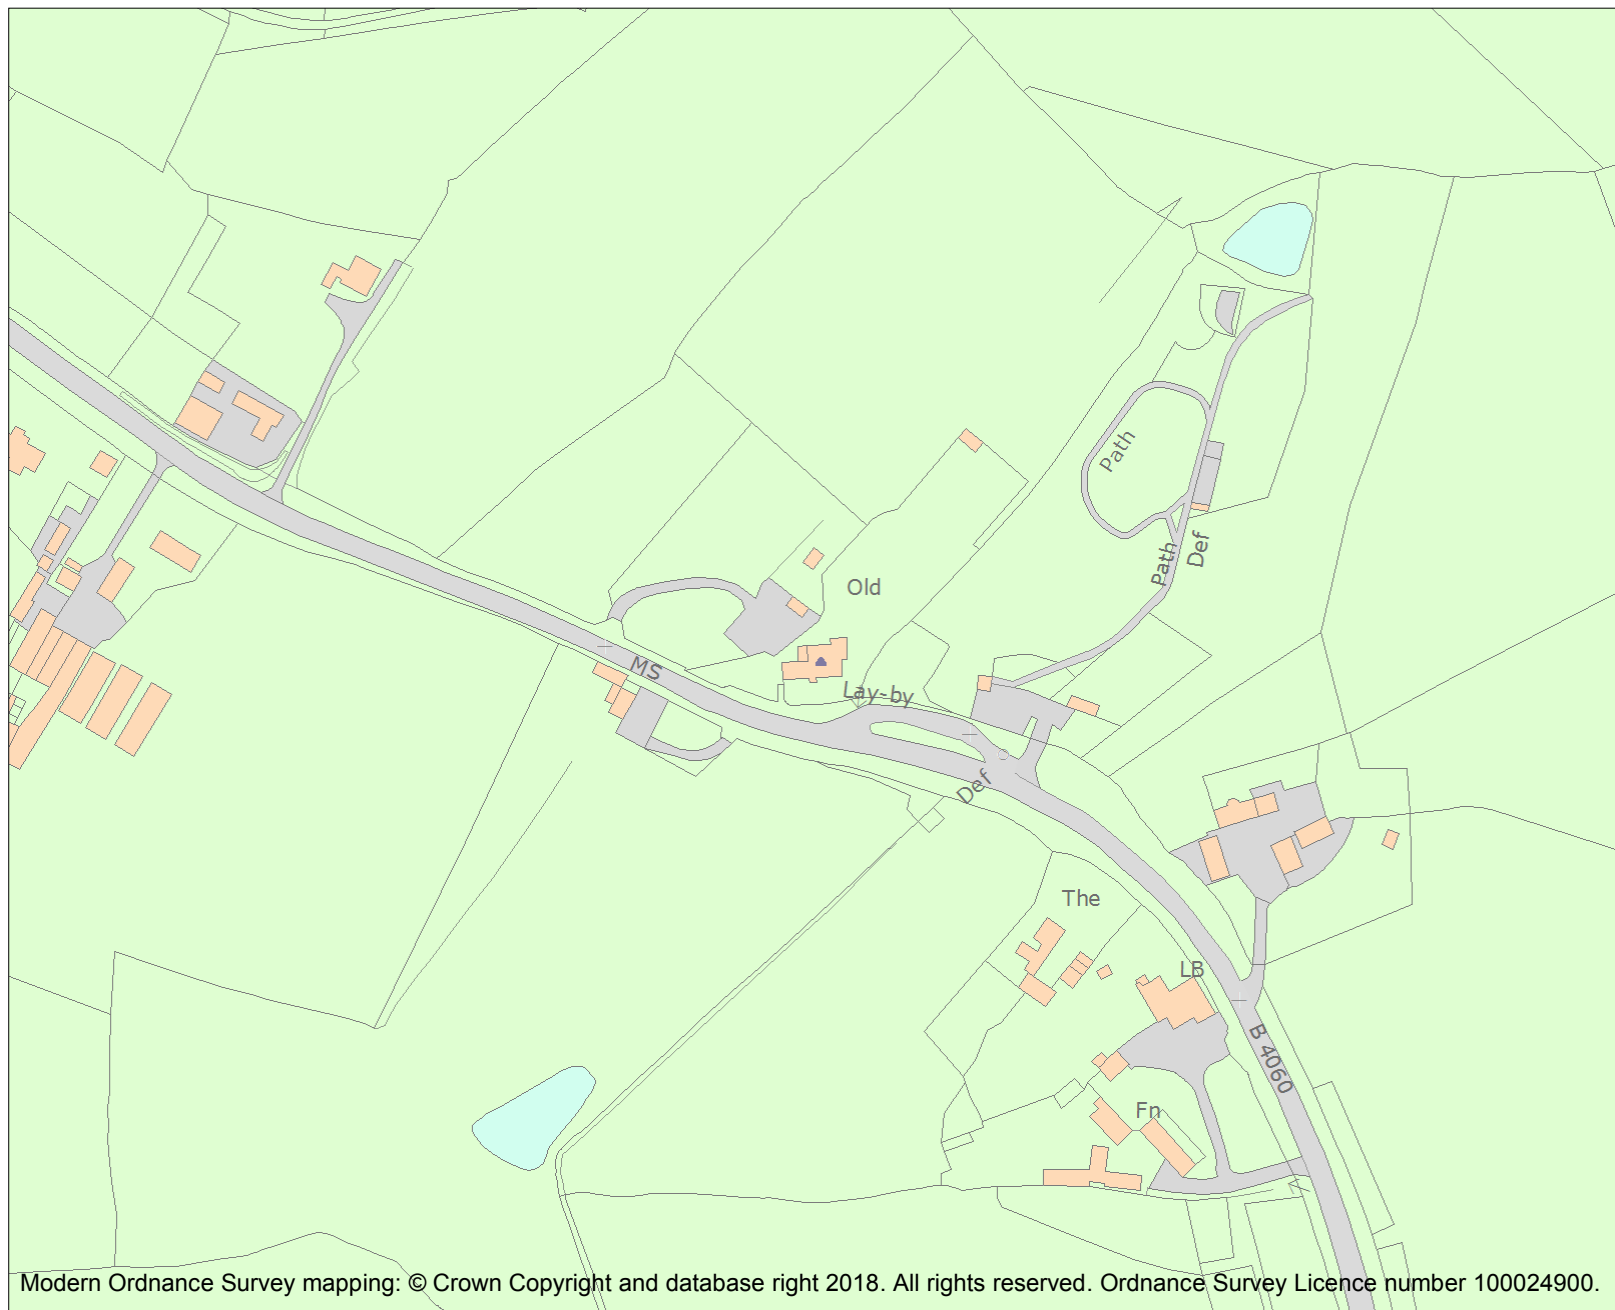 Path
Path
Def
Old
MS
Lay-by
Def
The
LB
B 4060
Fn
Modern Ordnance Survey mapping: © Crown Copyright and database right 2018. All rights reserved. Ordnance Survey Licence number 100024900.